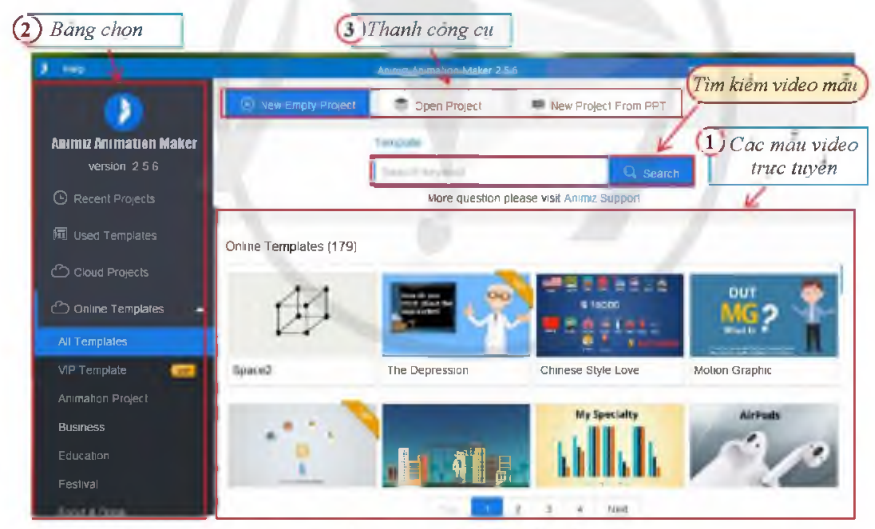 2 Bảng chọn
3 Thanh công cụ
Help
Animiz Animation Maker 2.5.6
Tìm kiếm video mẫu
New Empty Project
Open Project
New Project From PPT
Animiz Animation Maker
version 2.5.6
Template
Search keyword
Search
1 Các mẫu video
trực tuyến
More question please visit Animiz Support
Recent Projects
Used Templates
Cloud Projects
Online Templates
All Templates
VIP Template
Animation Project
Business
Education
Festival
Online Templates (179)
OUT
MG?
What is
Space2
The Depression
Chinese Style Love
Motion Graphic
My Specialty
AirPods
1
2
3
4
Next